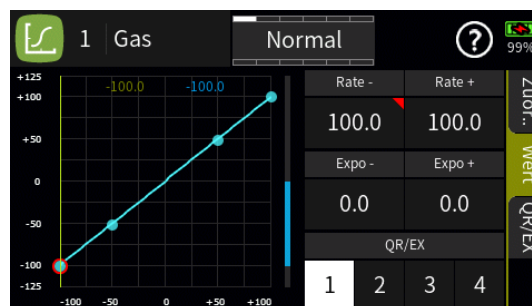 1 Gas Normal ? 99%
+125
+100
+50
0
-50
-100
-125
-100.0 -100.0
-100 -50 0 +50 +100
Rate - Rate +
100.0 100.0
Expo - Expo +
0.0 0.0
QR/EX
1 2 3 4
Zuor..
Wert
QR/EX